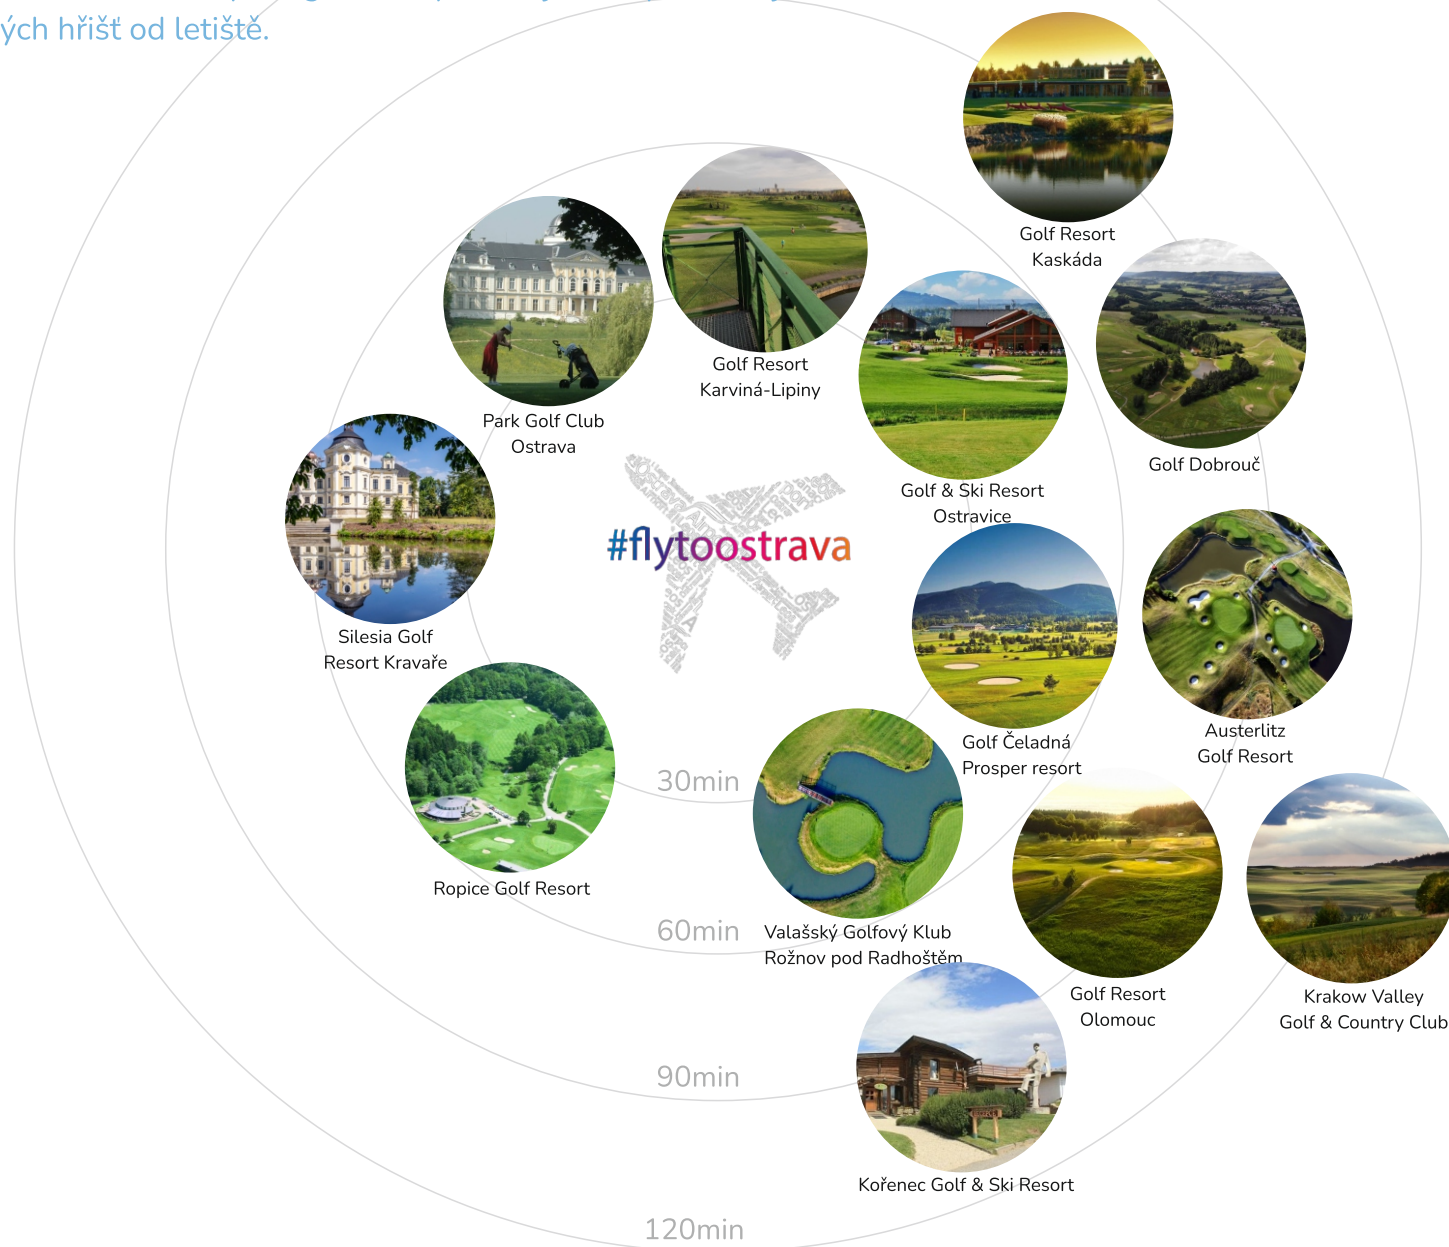 ých hřišť od letiště.
Golf Resort
Kaskáda
Golf Resort
Karviná-Lipiny
Park Golf Club
Ostrava
Golf Dobrouč
Golf & Ski Resort
Ostravice
#flytoostrava
Silesia Golf
Resort Kravaře
Austerlitz
Golf Resort
Golf Čeladná
Prosper resort
30min
Ropice Golf Resort
60min
Valašský Golfový Klub
Rožnov pod Radhoštěm
Golf Resort
Olomouc
Krakow Valley
Golf & Country Club
90min
Kořenec Golf & Ski Resort
120min